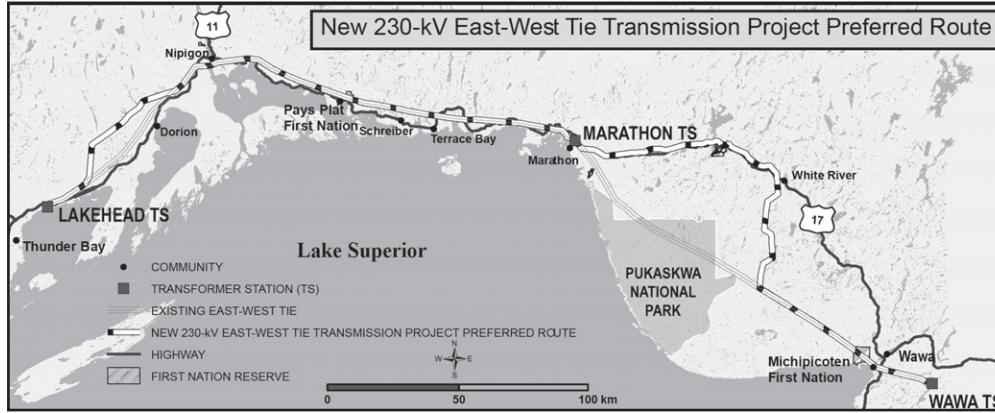 New 230-kV East-West Tie Transmission Project Preferred Route
11
Nipigon
Dorion
Pays Plat
First Nation
Schreiber
Terrace Bay
MARATHON TS
Marathon
White River
17
LAKEHEAD TS
Thunder Bay
Lake Superior
PUKASKWA
NATIONAL
PARK
COMMUNITY
TRANSFORMER STATION (TS)
EXISTING EAST-WEST TIE
NEW 230-kV EAST-WEST TIE TRANSMISSION PROJECT PREFERRED ROUTE
HIGHWAY
FIRST NATION RESERVE
N
W E
S
0 50 100 km
Michipicoten
First Nation
Wawa
WAWA TS